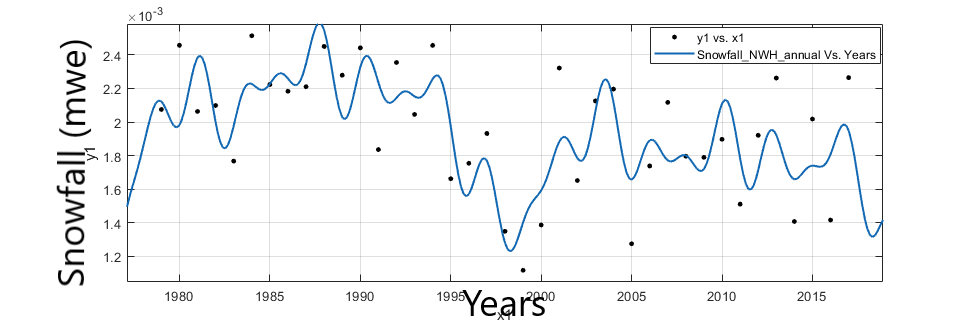 ×10⁻³
y1 vs. x1
Snowfall_NWH_annual Vs. Years
2.4
2.2
2
1.8
1.6
1.4
1.2
Snowfall (mwe)
y1
1980
1985
1990
1995
2000
2005
2010
2015
Years
x1